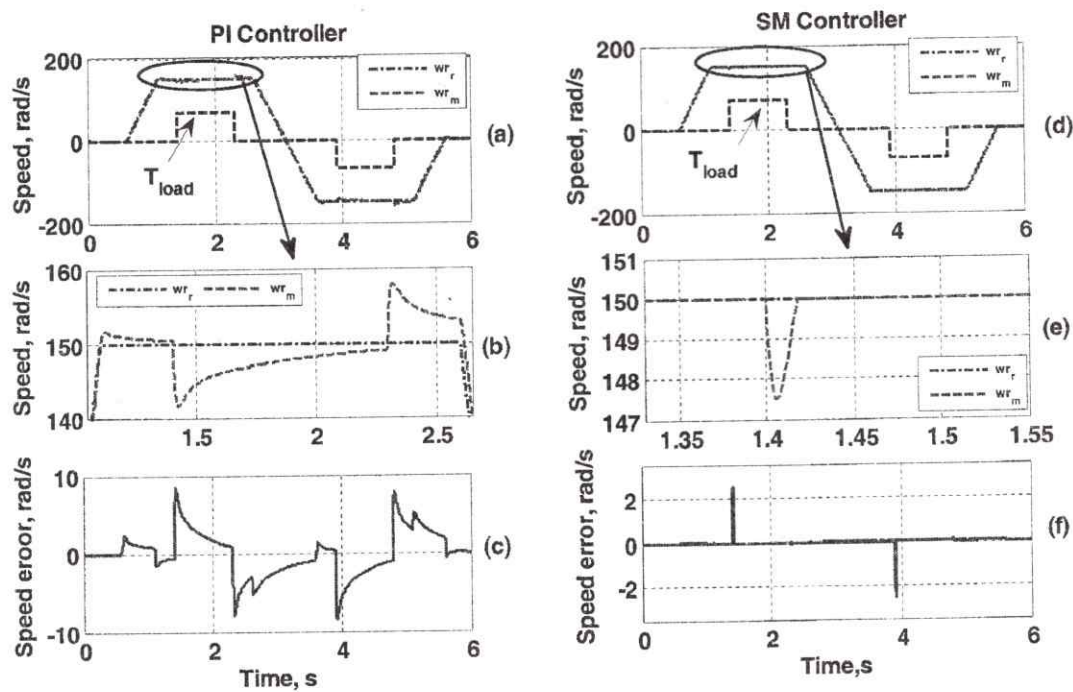 PI Controller
200
0
-200
Speed, rad/s
wr_r
wr_m
T_load
(a)
0
2
4
6
160
150
140
Speed, rad/s
wr_r
wr_m
(b)
1.5
2
2.5
10
0
-10
Speed eroor, rad/s
(c)
0
2
4
6
Time, s
SM Controller
200
0
-200
Speed, rad/s
wr_r
wr_m
T_load
(d)
0
2
4
6
151
150
149
148
147
Speed, rad/s
wr_r
wr_m
(e)
1.35
1.4
1.45
1.5
1.55
2
0
-2
Speed error, rad/s
(f)
0
2
4
6
Time,s